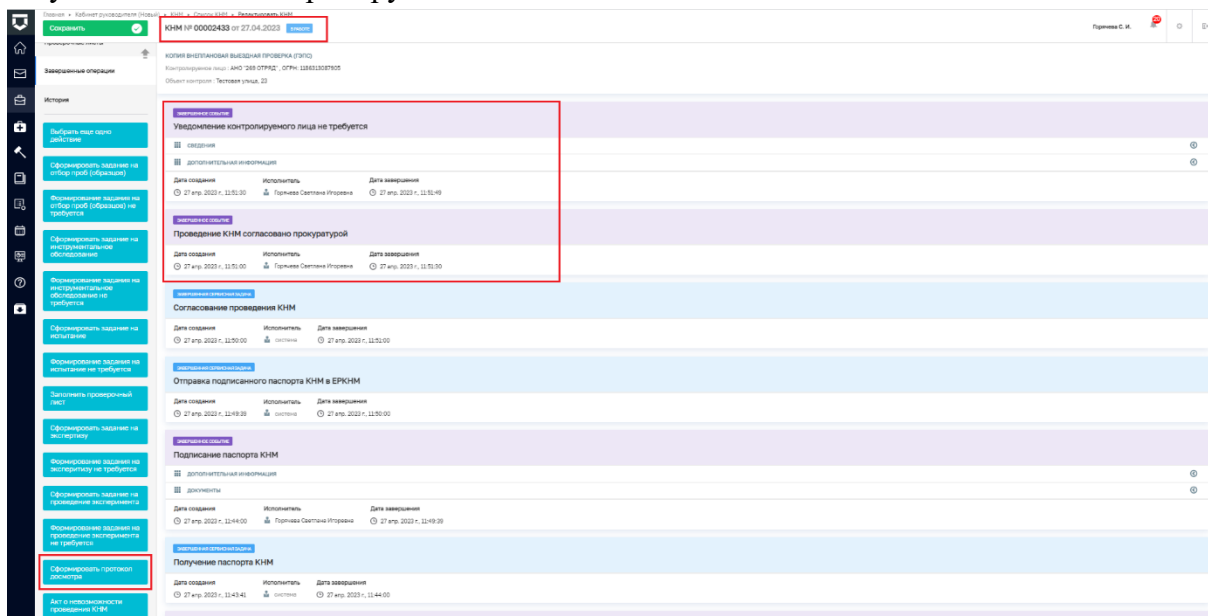 Главная • Кабинет руководителя (Новый) • КНМ • Список КНМ • Редактировать КНМ
Сохранить
КНМ № 00002433 от 27.04.2023
Горячева С. И.
Завершенные операции
История
Выбрать еще одно
действие
Сформировать задание на
отбор проб (образцов)
Формирование задания на
отбор проб (образцов) не
требуется
Сформировать задание на
инструментальное
обследование
Формирование задания на
инструментальное
обследование не
требуется
Сформировать задание на
испытание
Формирование задания на
испытание не требуется
Заполнить проверочный
лист
Сформировать задание на
экспертизу
Формирование задания на
экспертизу не требуется
Сформировать задание на
проведение эксперимента
Формирование задания на
проведение эксперимента
не требуется
Сформировать протокол
досмотра
Акт о невозможности
проведения КНМ
КОПИЯ ВНЕПЛАНОВАЯ ВЫЕЗДНАЯ ПРОВЕРКА (ГЭПС)
Контролируемое лицо: АНО "266 ОТРЯД", ОГРН:
Объект контроля: Тестовая улица, 23
ЗАВЕРШЕННОЕ СОБЫТИЕ
Уведомление контролируемого лица не требуется
СВЕДЕНИЯ
ДОПОЛНИТЕЛЬНАЯ ИНФОРМАЦИЯ
Дата создания Исполнитель Дата завершения
27 апр. 2023 г., 11:51:30 Горячева Светлана Игоревна 27 апр. 2023 г., 11:51:49
ЗАВЕРШЕННОЕ СОБЫТИЕ
Проведение КНМ согласовано прокуратурой
Дата создания Исполнитель Дата завершения
27 апр. 2023 г., 11:51:00 Горячева Светлана Игоревна 27 апр. 2023 г., 11:51:30
ЗАВЕРШЕННАЯ СЕРВИСНАЯ ЗАДАЧА
Согласование проведения КНМ
Дата создания Исполнитель Дата завершения
27 апр. 2023 г., 11:50:00 система 27 апр. 2023 г., 11:51:00
ЗАВЕРШЕННАЯ СЕРВИСНАЯ ЗАДАЧА
Отправка подписанного паспорта КНМ в ЕРКНМ
Дата создания Исполнитель Дата завершения
27 апр. 2023 г., 11:49:39 система 27 апр. 2023 г., 11:50:00
ЗАВЕРШЕННОЕ СОБЫТИЕ
Подписание паспорта КНМ
ДОПОЛНИТЕЛЬНАЯ ИНФОРМАЦИЯ
ДОКУМЕНТЫ
Дата создания Исполнитель Дата завершения
27 апр. 2023 г., 11:44:00 Горячева Светлана Игоревна 27 апр. 2023 г., 11:49:39
ЗАВЕРШЕННАЯ СЕРВИСНАЯ ЗАДАЧА
Получение паспорта КНМ
Дата создания Исполнитель Дата завершения
27 апр. 2023 г., 11:43:41 система 27 апр. 2023 г., 11:44:00